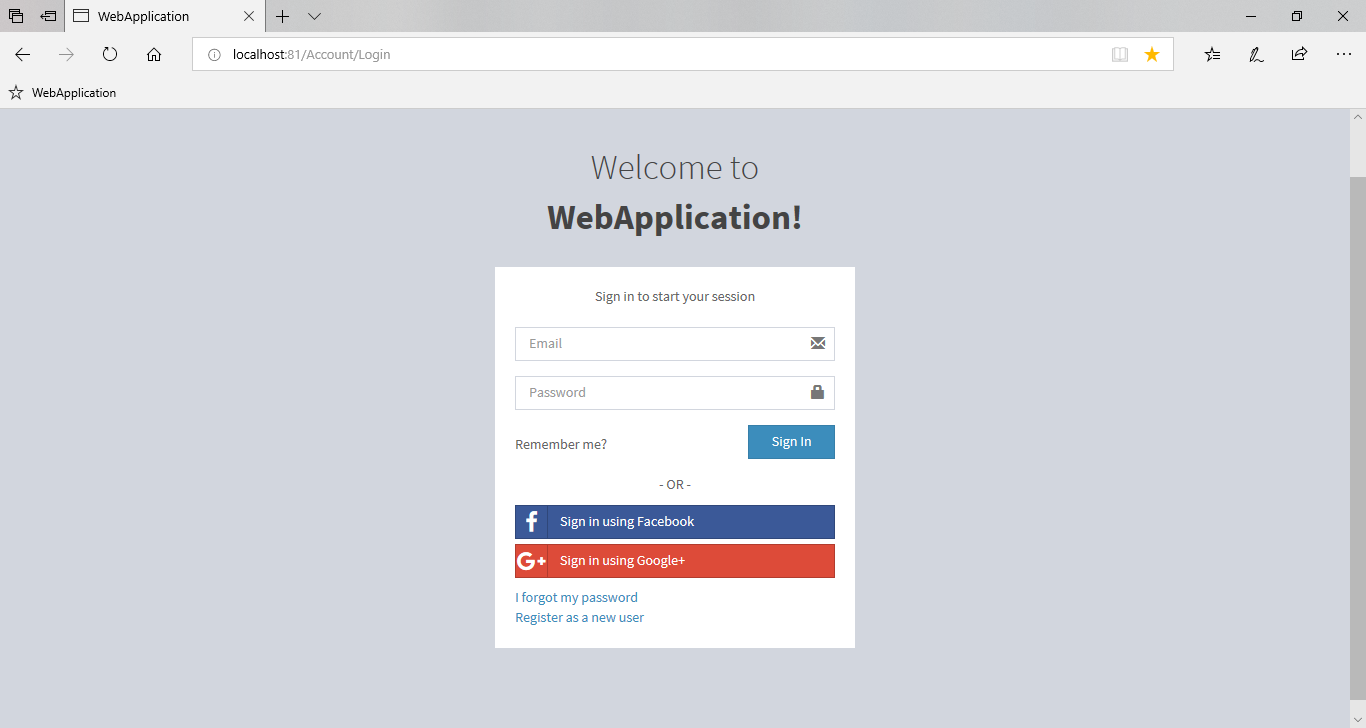 WebApplication
localhost:81/Account/Login
WebApplication
Welcome to
WebApplication!
Sign in to start your session
Email
Password
Remember me?
Sign In
- OR -
Sign in using Facebook
Sign in using Google+
I forgot my password
Register as a new user